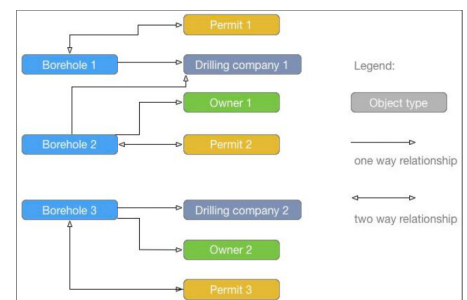 Permit 1
Borehole 1
Drilling company 1
Legend:
Owner 1
Object type
Borehole 2
Permit 2
one way relationship
Borehole 3
Drilling company 2
two way relationship
Owner 2
Permit 3